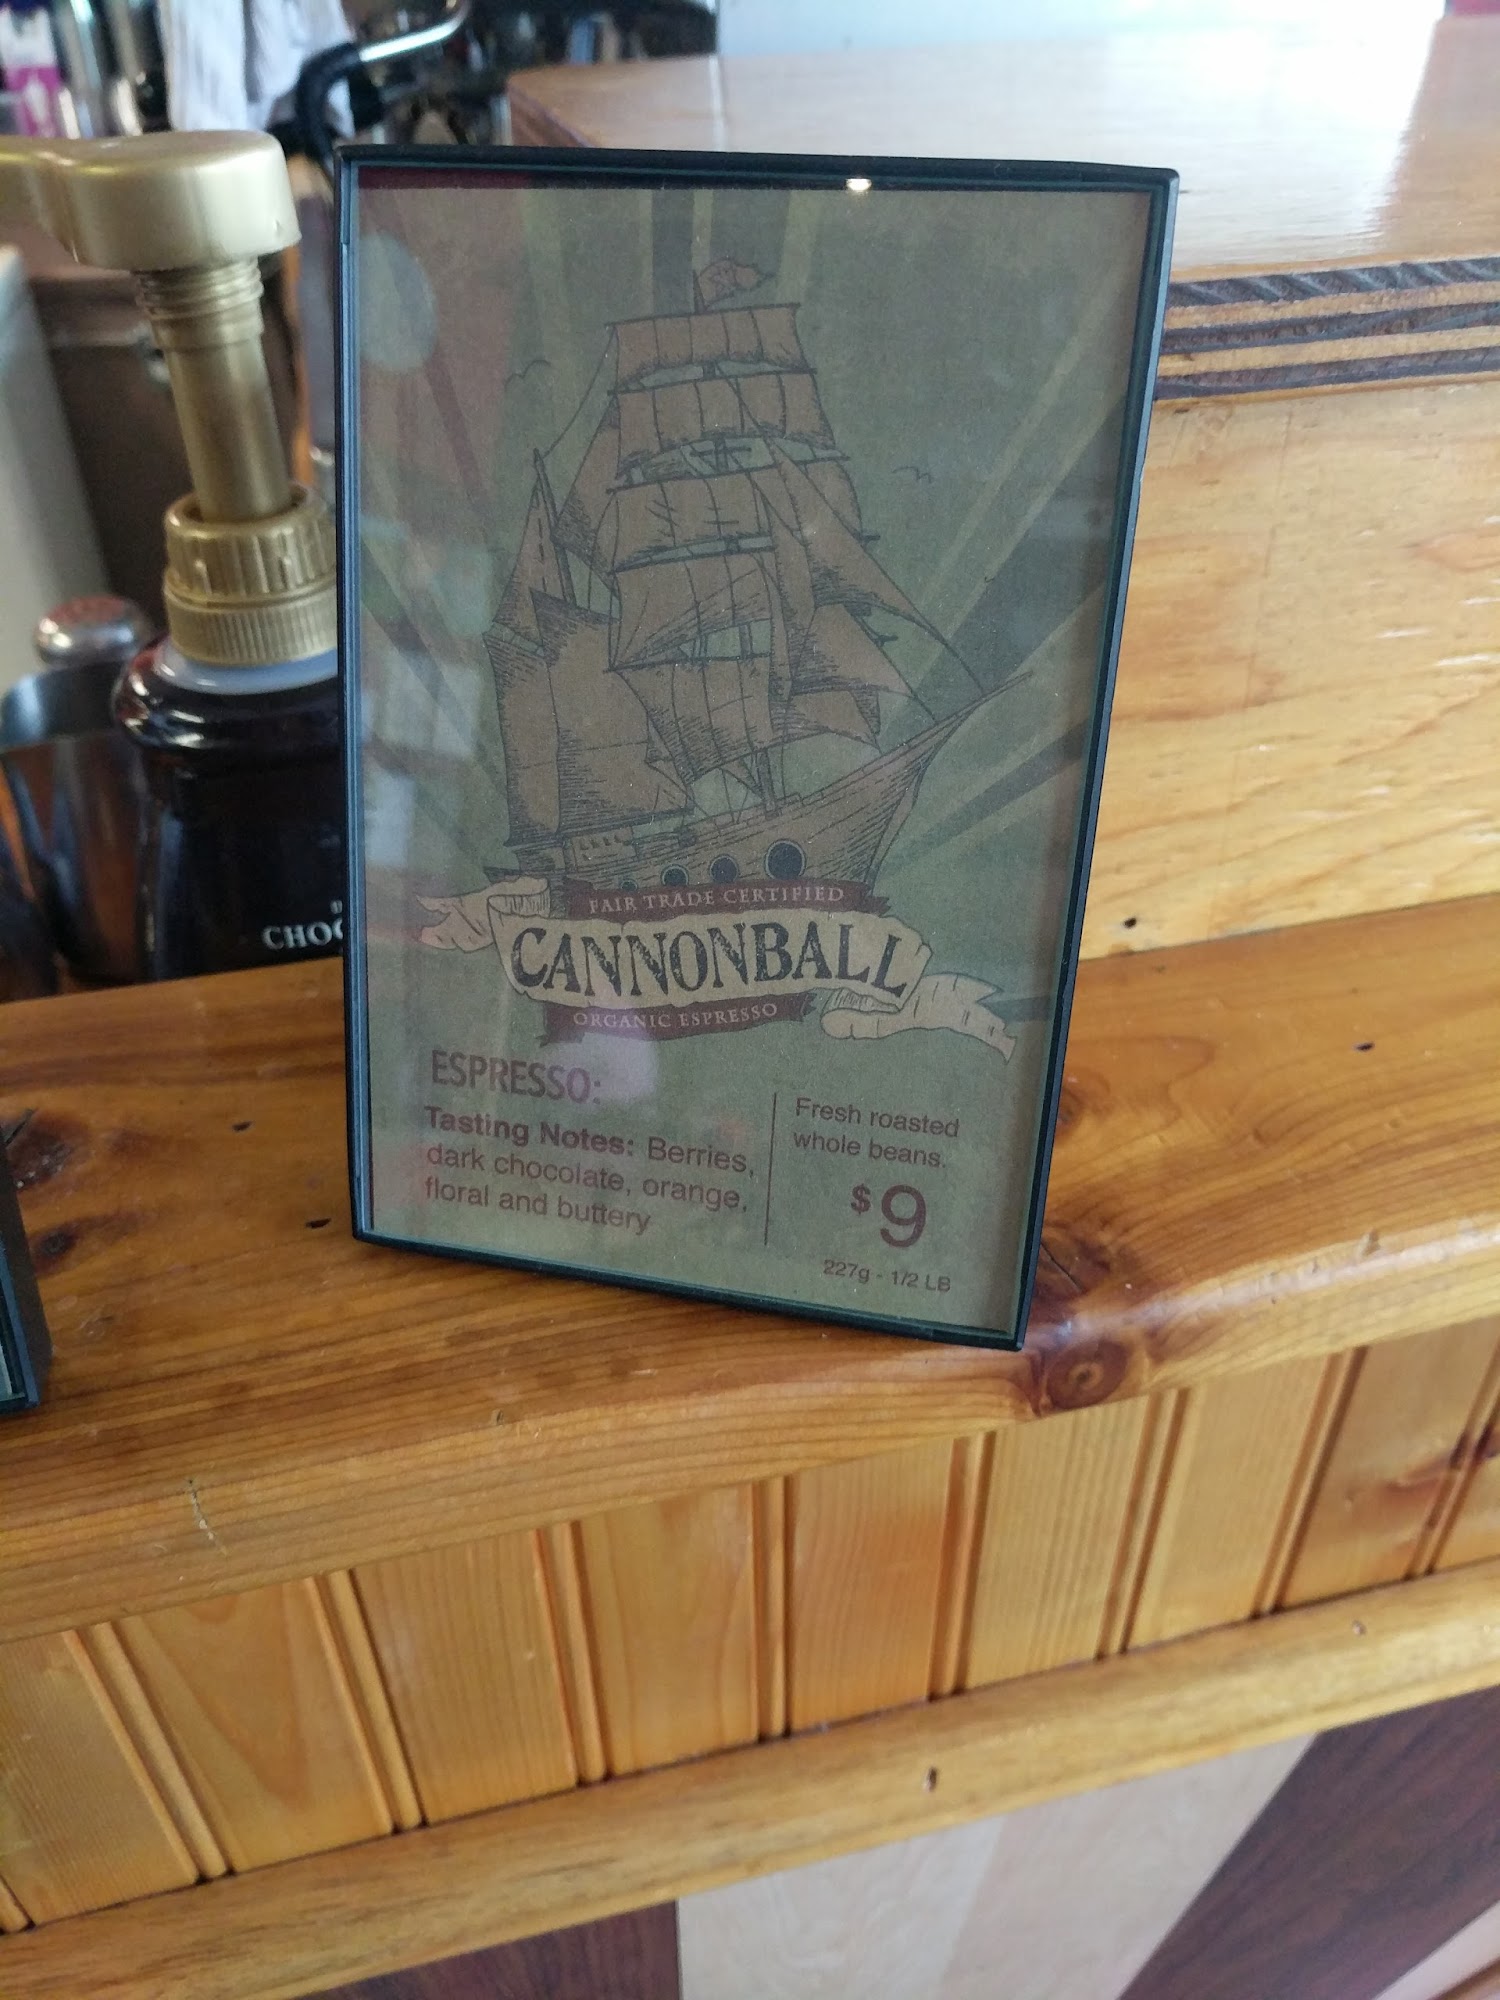 FAIR TRADE CERTIFIED
CANNONBALL
ORGANIC ESPRESSO
ESPRESSO:
Tasting Notes: Berries,
dark chocolate, orange,
floral and buttery
Fresh roasted
whole beans.
$9
227g - 1/2 LB